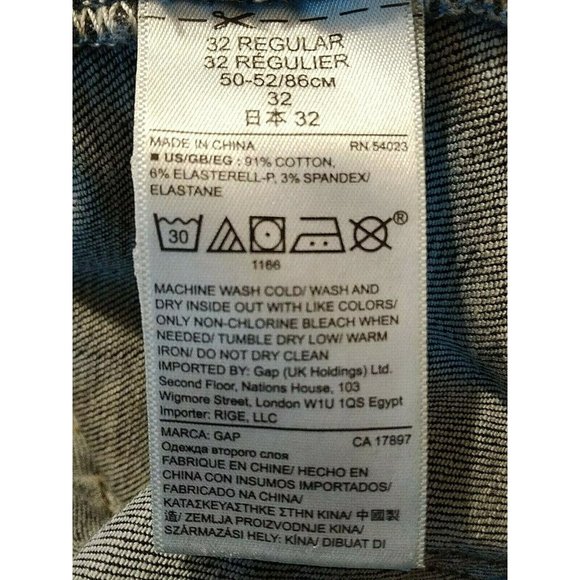 32 REGULAR
32 RÉGULIER
50-52/86CM
32
日本 32
MADE IN CHINA RN 54023
■ US/GB/EG : 91% COTTON,
6% ELASTERELL-P, 3% SPANDEX/
ELASTANE
30
1166
MACHINE WASH COLD/ WASH AND
DRY INSIDE OUT WITH LIKE COLORS/
ONLY NON-CHLORINE BLEACH WHEN
NEEDED/ TUMBLE DRY LOW/ WARM
IRON/ DO NOT DRY CLEAN
IMPORTED BY: Gap (UK Holdings) Ltd.
Second Floor, Nations House, 103
Wigmore Street, London W1U 1QS Egypt
Importer: RIGE, LLC
MARCA: GAP CA 17897
Одежда второго слоя
FABRIQUE EN CHINE/ HECHO EN
CHINA CON INSUMOS IMPORTADOS/
FABRICADO NA CHINA/
ΚΑΤΑΣΚΕΥΑΣΤΗΚΕ ΣΤΗΝ ΚΙΝΑ/ 中国制
造/ ZEMLJA PROIZVODNJE KINA/
SZÁRMAZÁSI HELY: KÍNA/ DIBUAT DI